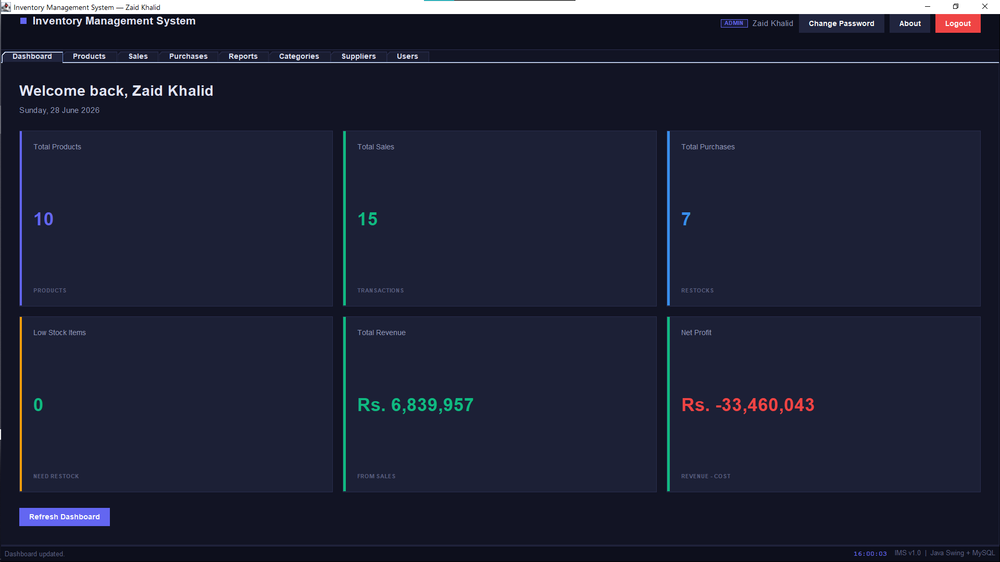 Inventory Management System — Zaid Khalid
Inventory Management System
ADMIN Zaid Khalid Change Password About Logout
Dashboard Products Sales Purchases Reports Categories Suppliers Users
Welcome back, Zaid Khalid
Sunday, 28 June 2026
Total Products
10
PRODUCTS
Total Sales
15
TRANSACTIONS
Total Purchases
7
RESTOCKS
Low Stock Items
0
NEED RESTOCK
Total Revenue
Rs. 6,839,957
FROM SALES
Net Profit
Rs. -33,460,043
REVENUE - COST
Refresh Dashboard
Dashboard updated.
16:00:03 IMS v1.0 | Java Swing + MySQL